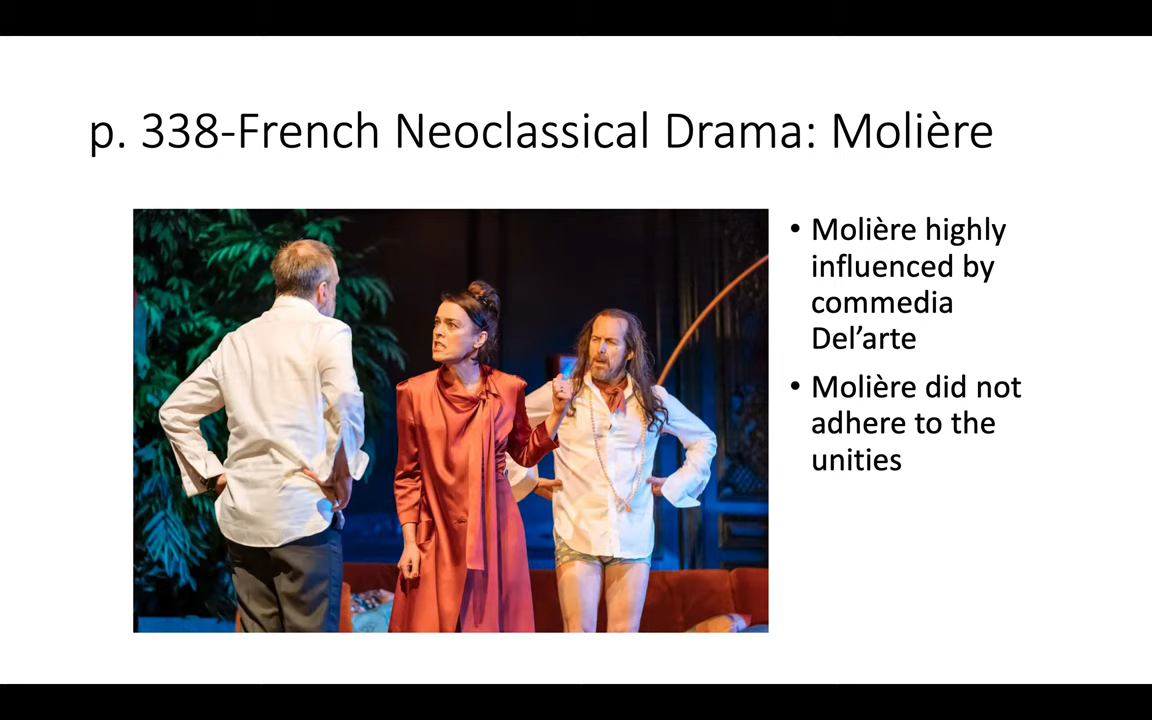 p. 338-French Neoclassical Drama: Molière
• Molière highly
influenced by
commedia
Del’arte
• Molière did not
adhere to the
unities